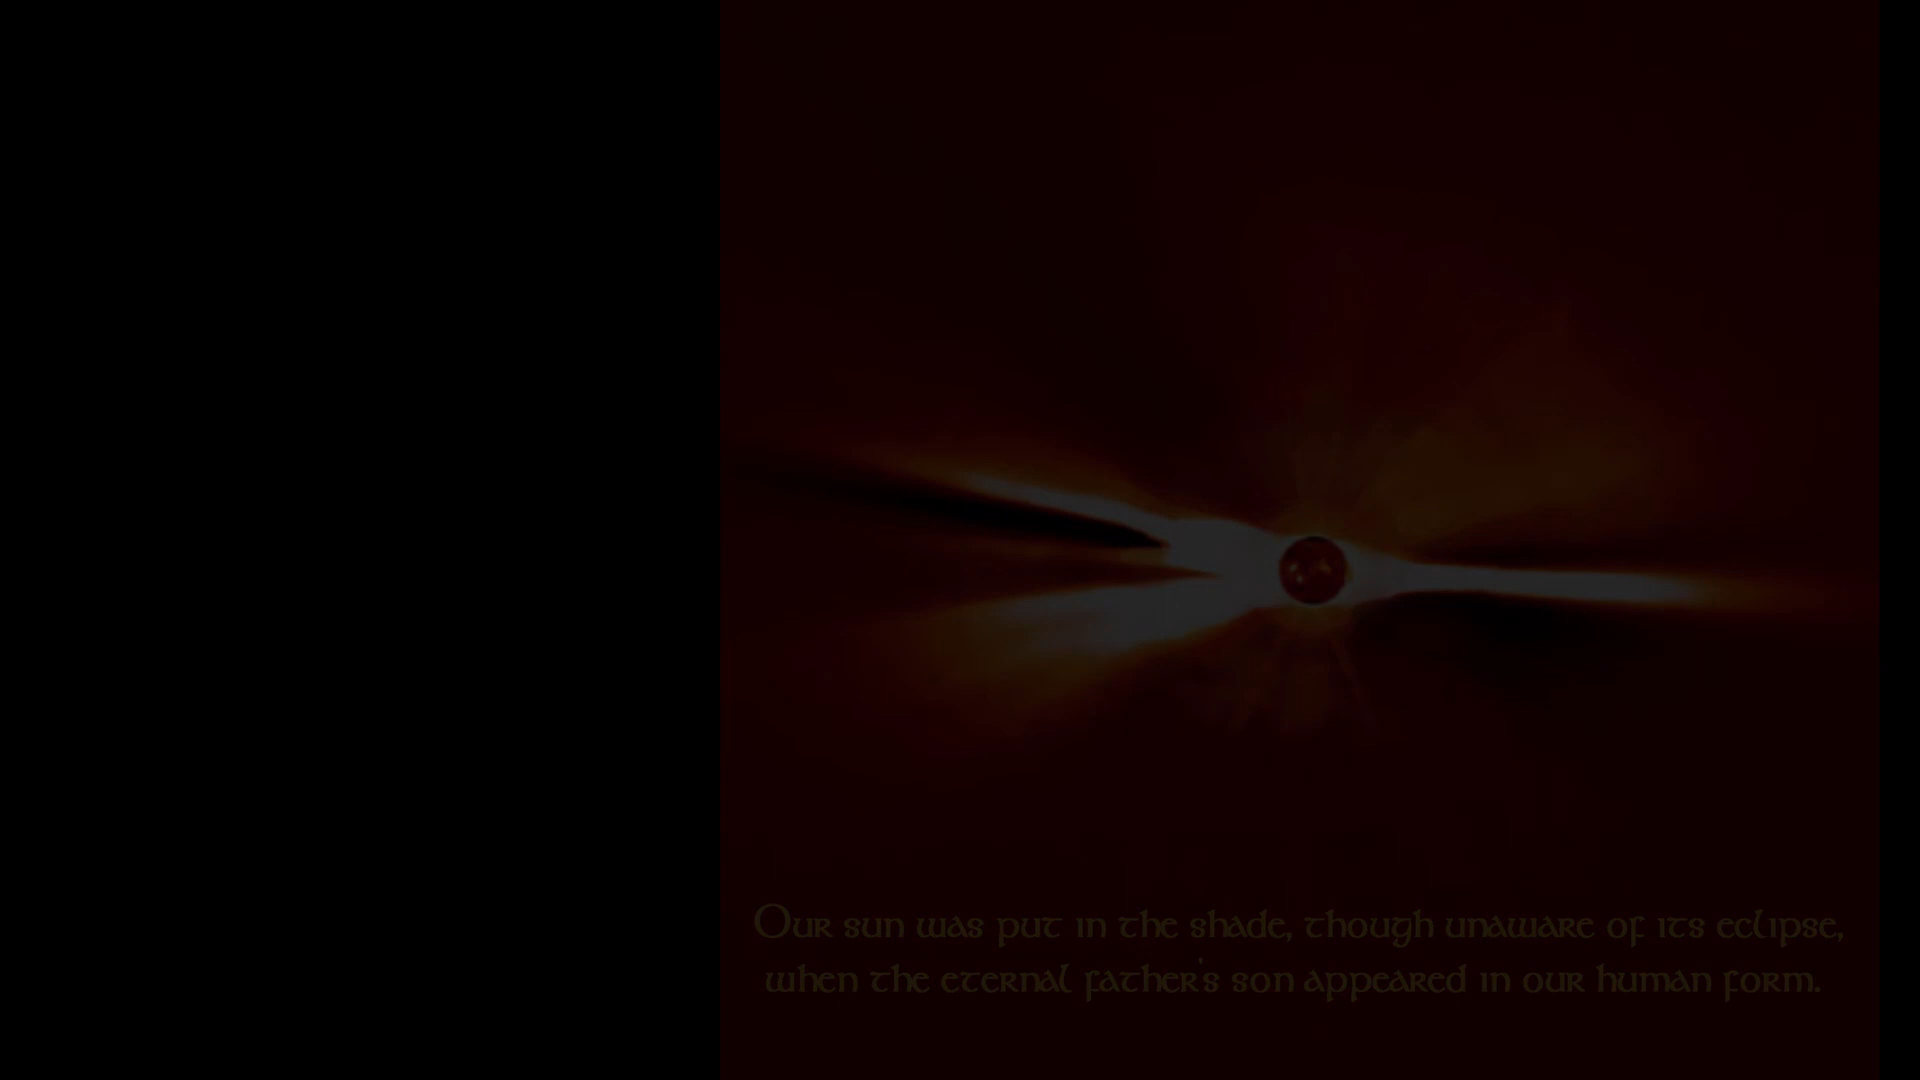 Our sun was put in the shade, though unaware of its eclipse,
when the eternal father's son appeared in our human form.